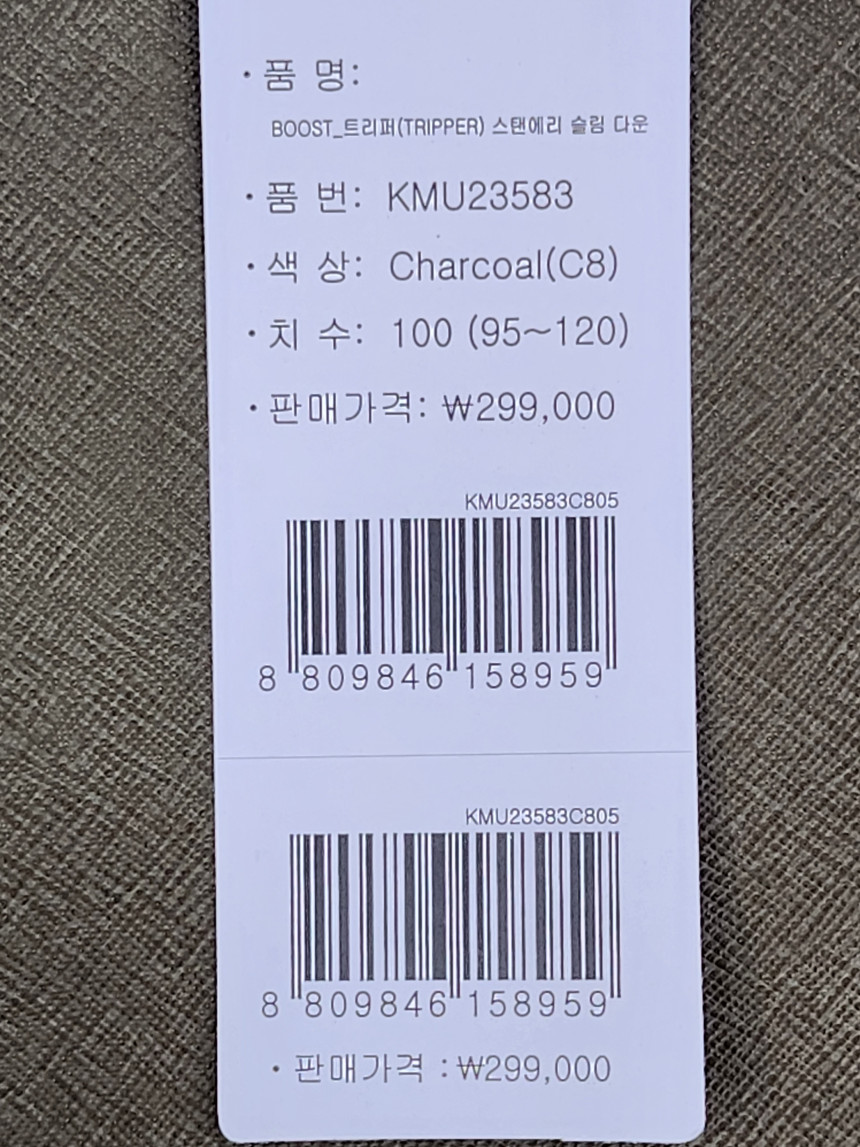 · 품 명:
BOOST_트리퍼(TRIPPER) 스탠에리 슬림 다운
· 품 번: KMU23583
· 색 상: Charcoal(C8)
· 치 수: 100 (95~120)
· 판매가격: ₩299,000
KMU23583C805
8 809846 158959
KMU23583C805
8 809846 158959
· 판매가격 :₩299,000